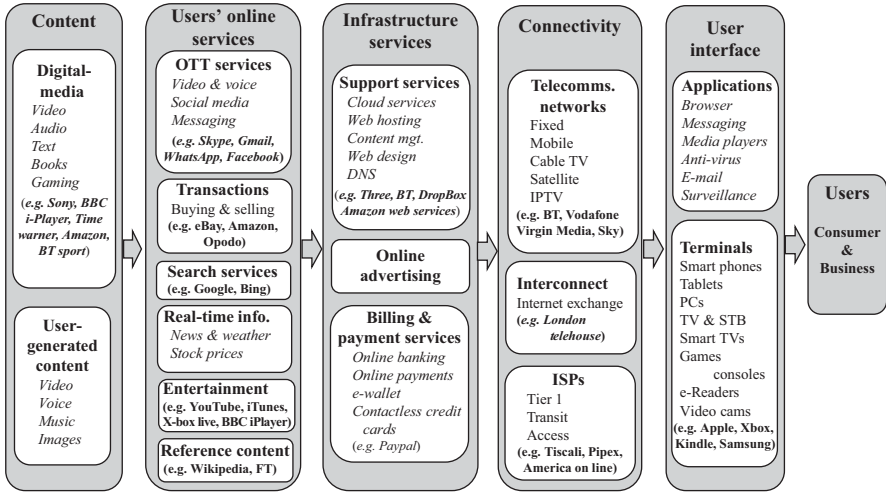 Content
Digital-
media
Video
Audio
Text
Books
Gaming
(e.g. Sony, BBC
i-Player, Time
warner, Amazon,
BT sport)
User-
generated content
Video
Voice
Music
Images
Users' online
services
OTT services
Video & voice
Social media
Messaging
(e.g. Skype, Gmail,
WhatsApp, Facebook)
Transactions
Buying & selling
(e.g. eBay, Amazon,
Opodo)
Search services
(e.g. Google, Bing)
Real-time info.
News & weather
Stock prices
Entertainment
(e.g. YouTube, iTunes,
X-box live, BBC iPlayer)
Reference content
(e.g. Wikipedia, FT)
Infrastructure
services
Support services
Cloud services
Web hosting
Content mgt.
Web design
DNS
(e.g. Three, BT, DropBox
Amazon web services)
Online
advertising
Billing &
payment services
Online banking
Online payments
e-wallet
Contactless credit
cards
(e.g. Paypal)
Connectivity
Telecomms.
networks
Fixed
Mobile
Cable TV
Satellite
IPTV
(e.g. BT, Vodafone
Virgin Media, Sky)
Interconnect
Internet exchange
(e.g. London
telehouse)
ISPs
Tier 1
Transit
Access
(e.g. Tiscali, Pipex,
America on line)
User
interface
Applications
Browser
Messaging
Media players
Anti-virus
E-mail
Surveillance
Terminals
Smart phones
Tablets
PCs
TV & STB
Smart TVs
Games
consoles
e-Readers
Video cams
(e.g. Apple, Xbox,
Kindle, Samsung)
Users
Consumer
&
Business